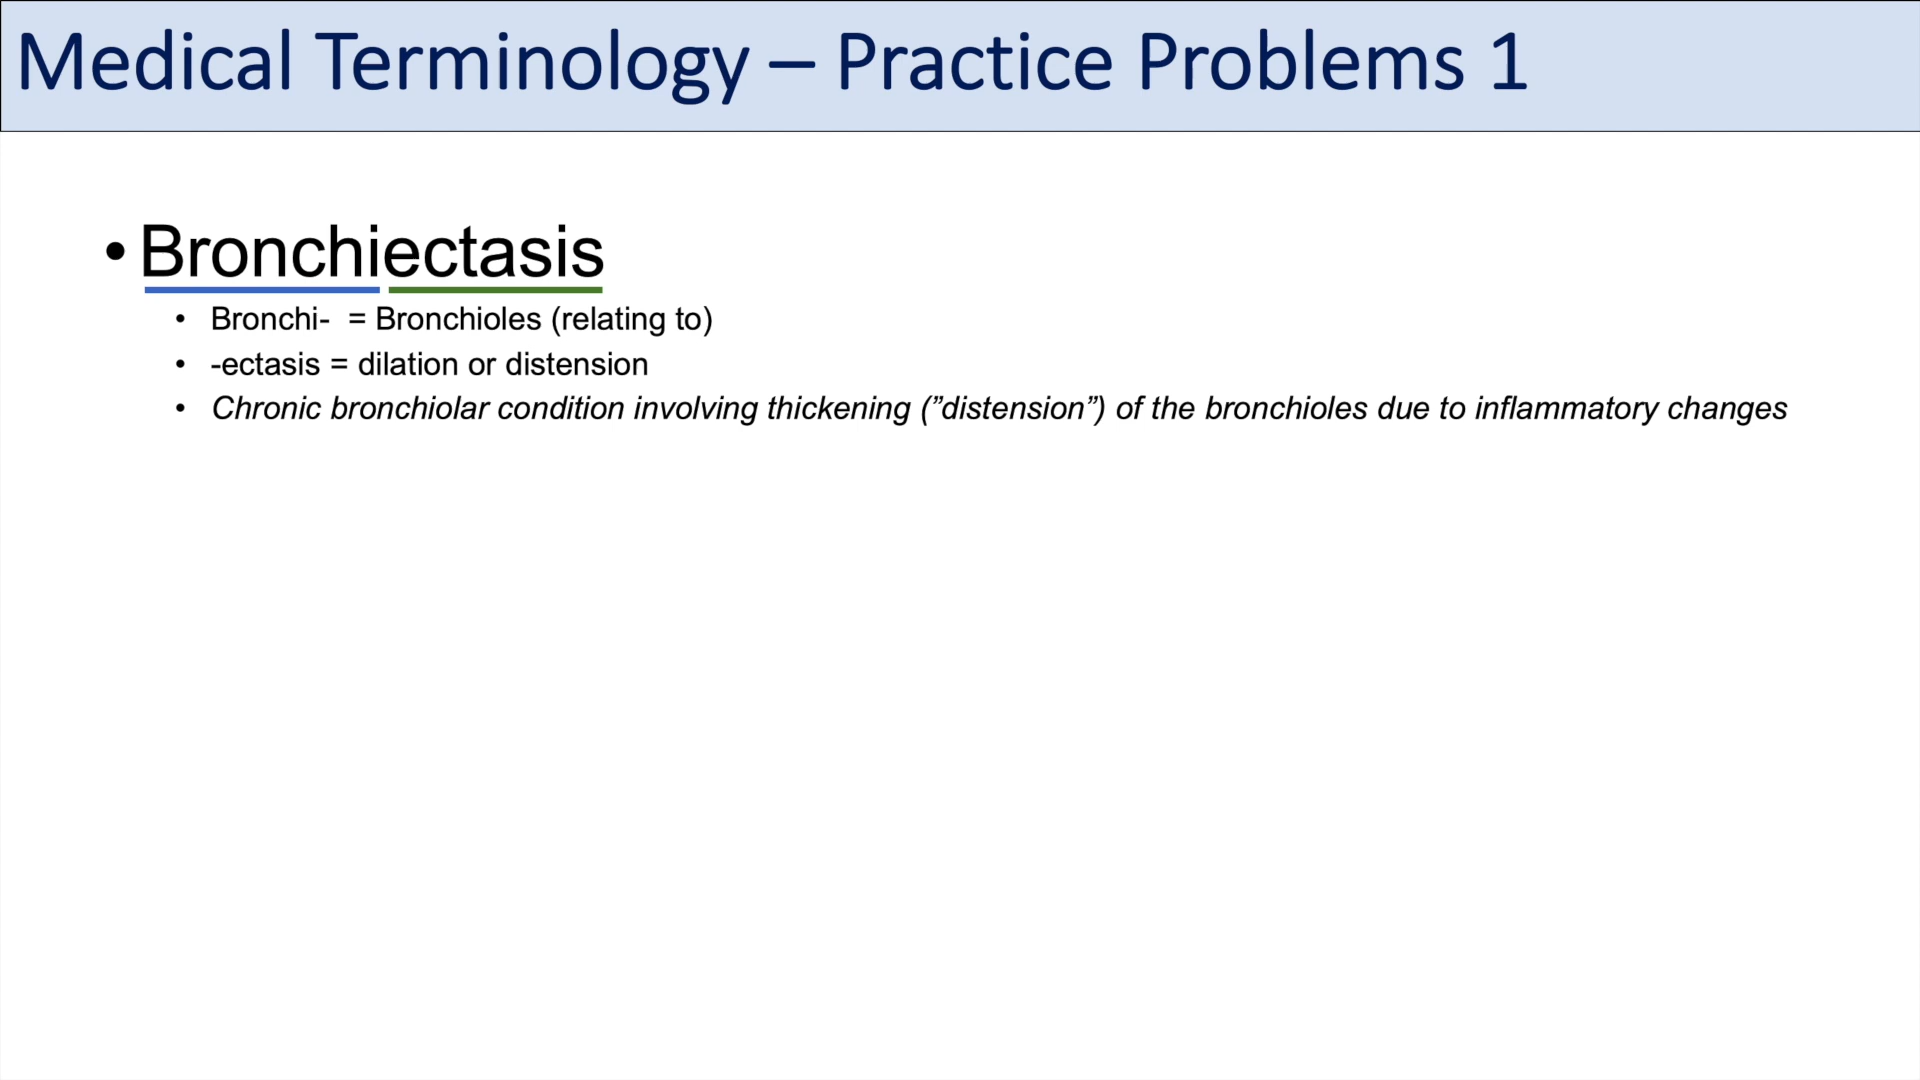 Medical Terminology – Practice Problems 1
• Bronchiectasis
• Bronchi-  = Bronchioles (relating to)
• -ectasis = dilation or distension
• Chronic bronchiolar condition involving thickening (”distension”) of the bronchioles due to inflammatory changes